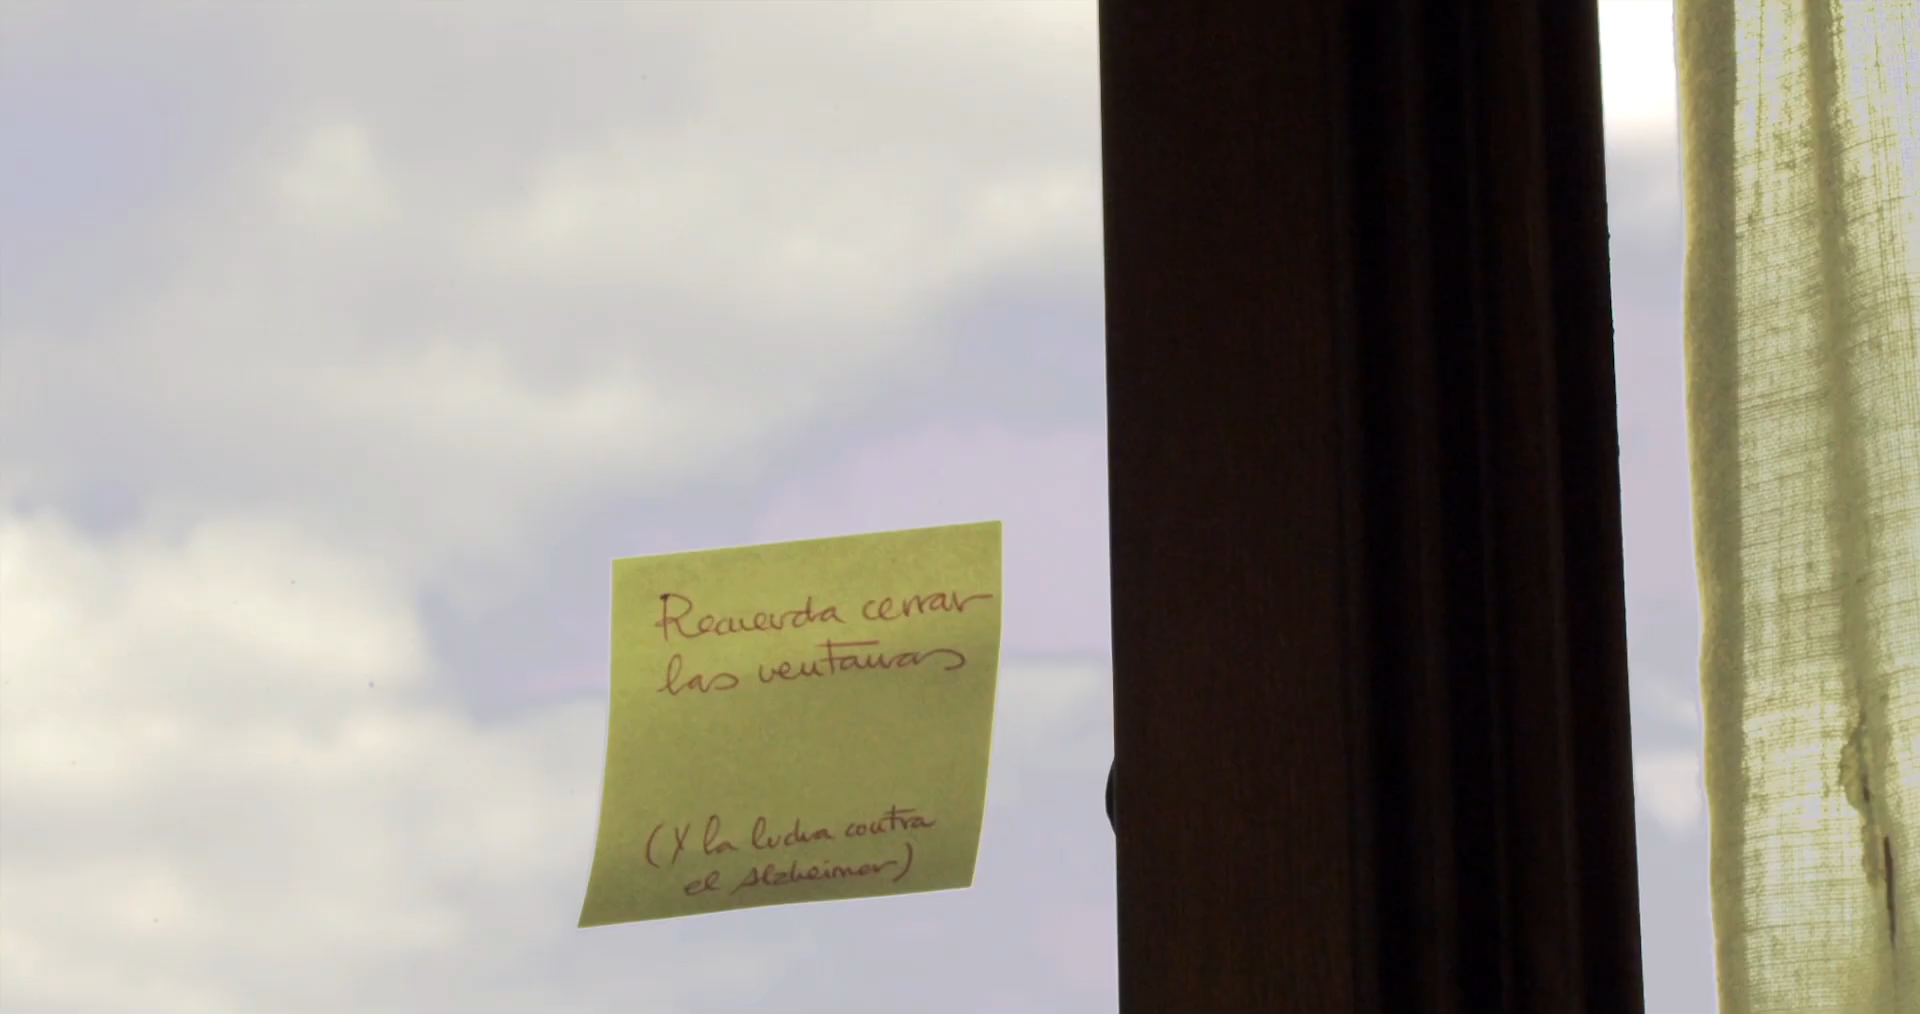 Recuerda cerrar
las ventanas
(X la lucha contra
el Alzheimer)